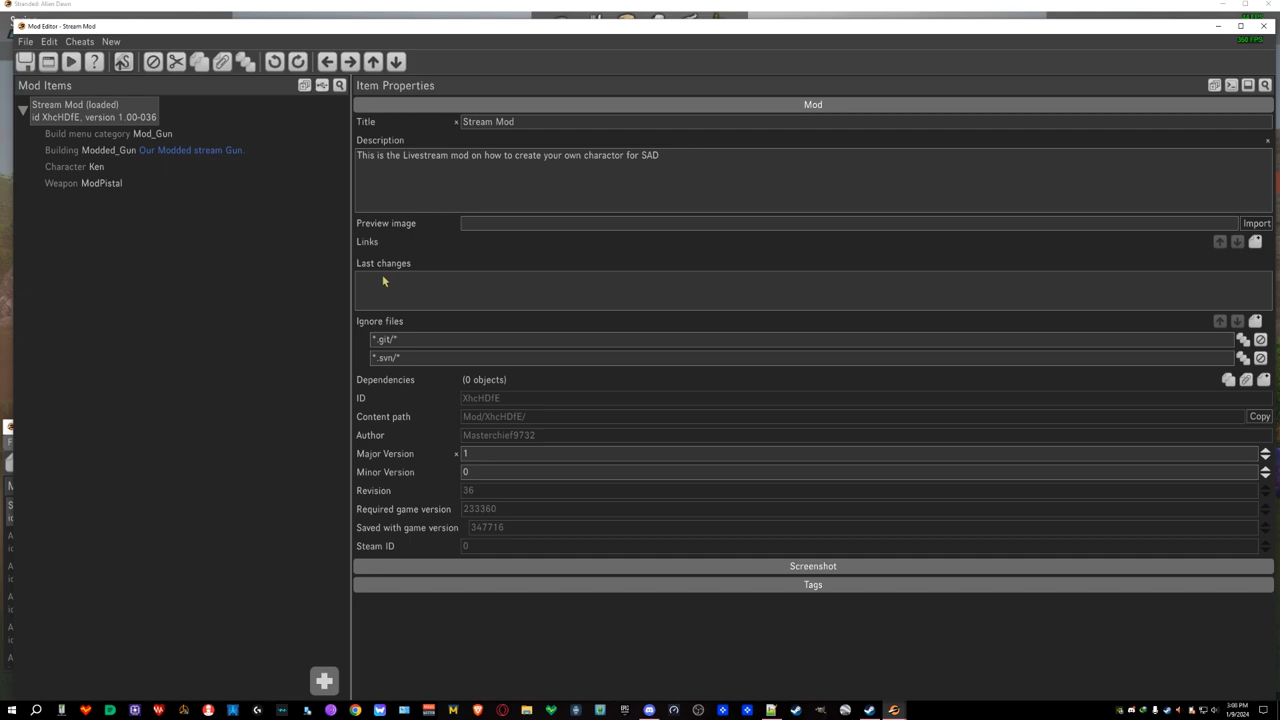 Stranded: Alien Dawn
Mod Editor - Stream Mod
File Edit Cheats New
360 FPS
Mod Items
Item Properties
Stream Mod (loaded)
id XhcHDfE, version 1.00-036
Build menu category Mod_Gun
Building Modded_Gun Our Modded stream Gun.
Character Ken
Weapon ModPistal
Mod
Title × Stream Mod
Description ×
This is the Livestream mod on how to create your own charactor for SAD
Preview image Import
Links
Last changes
Ignore files
*.git/*
*.svn/*
Dependencies (0 objects)
ID XhcHDfE
Content path Mod/XhcHDfE/ Copy
Author Masterchief9732
Major Version × 1
Minor Version 0
Revision 36
Required game version 233360
Saved with game version 347716
Steam ID 0
Screenshot
Tags
3:08 PM
1/9/2024